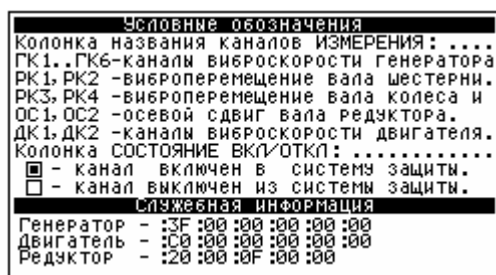 Условные обозначения
Колонка названия каналов ИЗМЕРЕНИЯ: ....
ГК1..ГК6-каналы виброскорости генератора
РК1,РК2 -виброперемещение вала шестерни.
РК3,РК4 -виброперемещение вала колеса и
ОС1,ОС2 -осевой сдвиг вала редуктора.
ДК1,ДК2 -каналы виброскорости двигателя.
Колонка СОСТОЯНИЕ ВКЛ/ОТКЛ: ............
- канал включен в систему защиты.
- канал выключен из системы защиты.
Служебная информация
Генератор - :3F:00:00:00:00:00
Двигатель - :C0:00:00:00:00:00
Редуктор - :20:00:0F:00:00